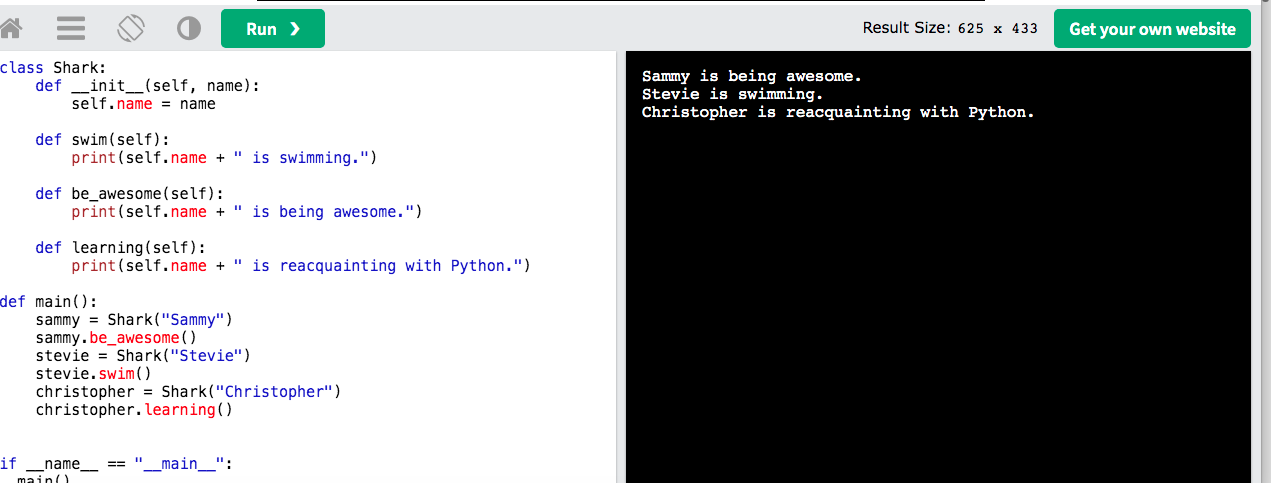 Run ❯
Result Size: 625 x 433
Get your own website
class Shark:
    def __init__(self, name):
        self.name = name
    def swim(self):
        print(self.name + " is swimming.")
    def be_awesome(self):
        print(self.name + " is being awesome.")
    def learning(self):
        print(self.name + " is reacquainting with Python.")
def main():
    sammy = Shark("Sammy")
    sammy.be_awesome()
    stevie = Shark("Stevie")
    stevie.swim()
    christopher = Shark("Christopher")
    christopher.learning()
if __name__ == "__main__":
  main()
Sammy is being awesome.
Stevie is swimming.
Christopher is reacquainting with Python.